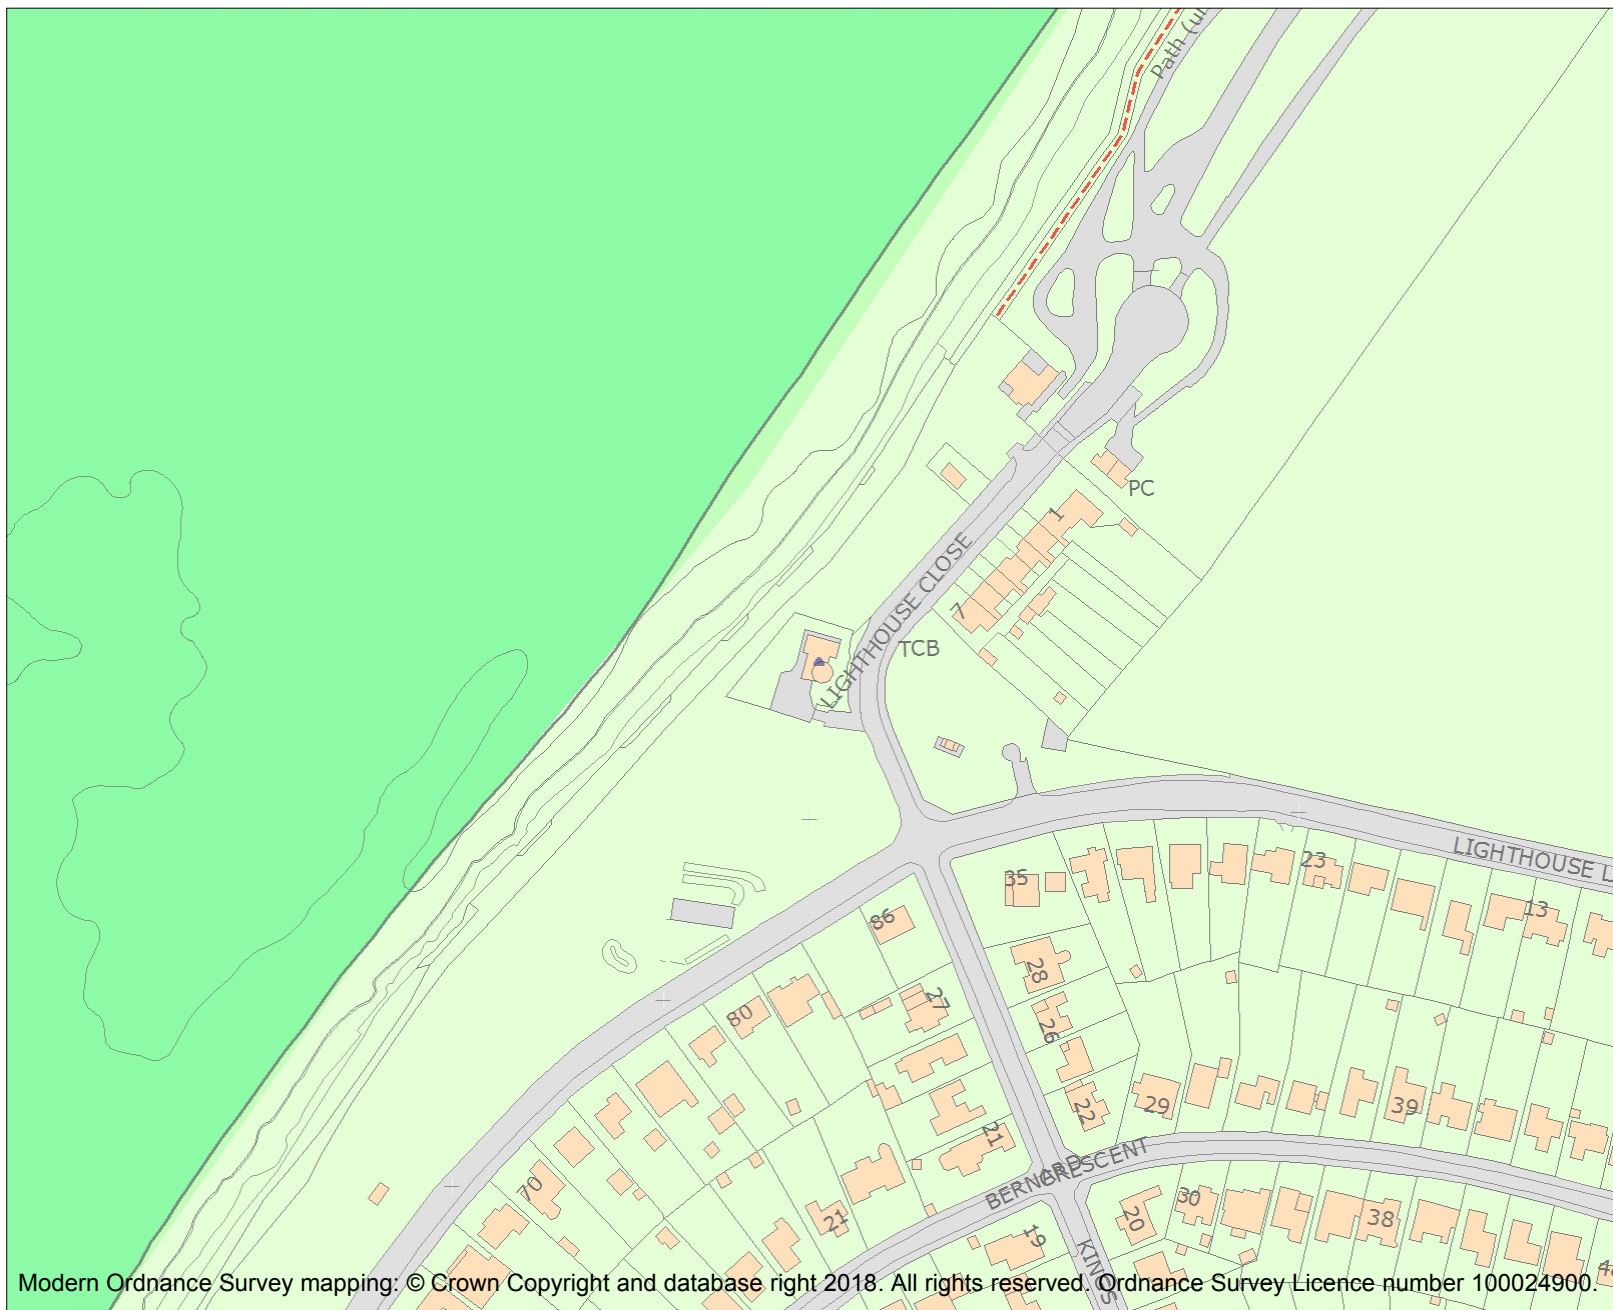 Path (u
PC
1
LIGHTHOUSE CLOSE
7
TCB
LIGHTHOUSE L
23
35
13
86
28
27
80
26
22
29
39
21
BERNARD
CRESCENT
70
21
30
20
38
19
KINGS
Modern Ordnance Survey mapping: © Crown Copyright and database right 2018. All rights reserved. Ordnance Survey Licence number 100024900.